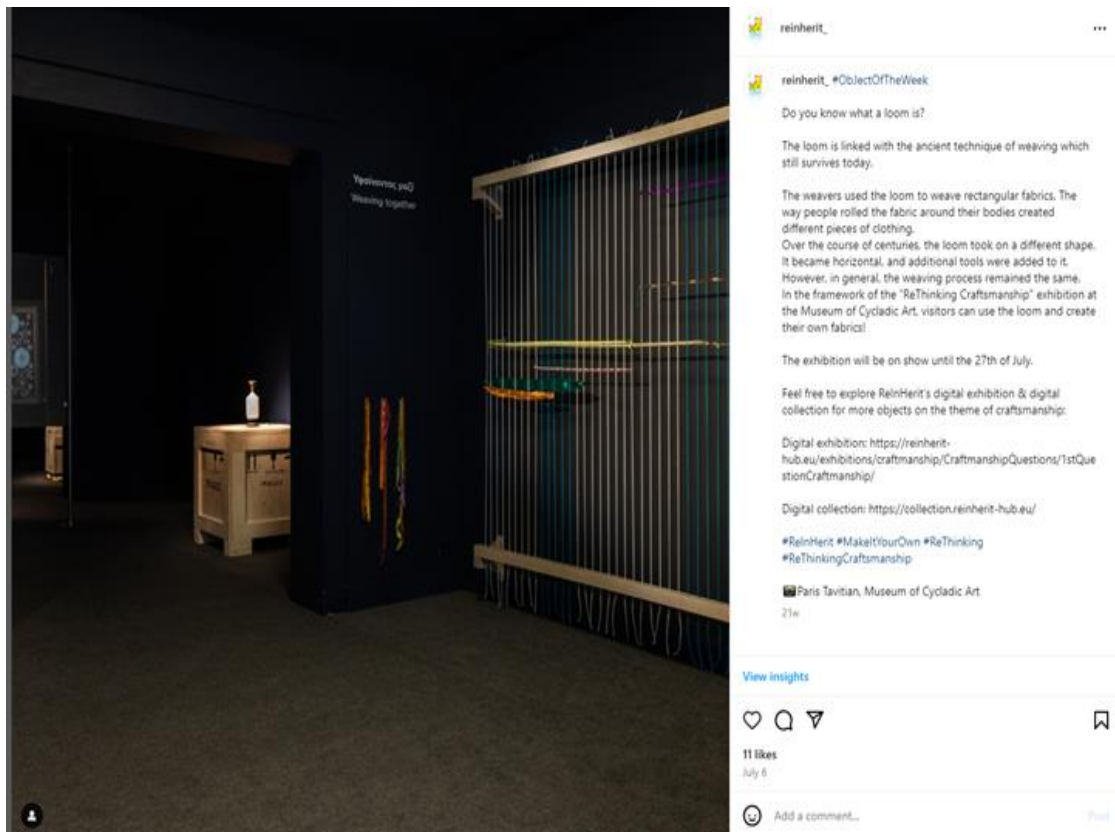 Υφαίνοντας μαζί
Weaving together
reinherit_
reinherit_ #ObJectOfTheWeek
Do you know what a loom is?
The loom is linked with the ancient technique of weaving which
still survives today.
The weavers used the loom to weave rectangular fabrics. The
way people rolled the fabric around their bodies created
different pieces of clothing.
Over the course of centuries, the loom took on a different shape.
It became horizontal, and additional tools were added to it.
However, in general, the weaving process remained the same.
In the framework of the "ReThinking Craftsmanship" exhibition at
the Museum of Cycladic Art, visitors can use the loom and create
their own fabrics!
The exhibition will be on show until the 27th of July.
Feel free to explore ReInHerit's digital exhibition & digital
collection for more objects on the theme of craftmanship:
Digital exhibition: https://reinherit-
hub.eu/exhibitions/craftmanship/CraftmanshipQuestions/1stQue
stionCraftmanship/
Digital collection: https://collection.reinherit-hub.eu/
#ReInHerit #MakeItYourOwn #ReThinking
#ReThinkingCraftsmanship
Paris Tavitian, Museum of Cycladic Art
21w
View insights
11 likes
July 6
Add a comment...
Post